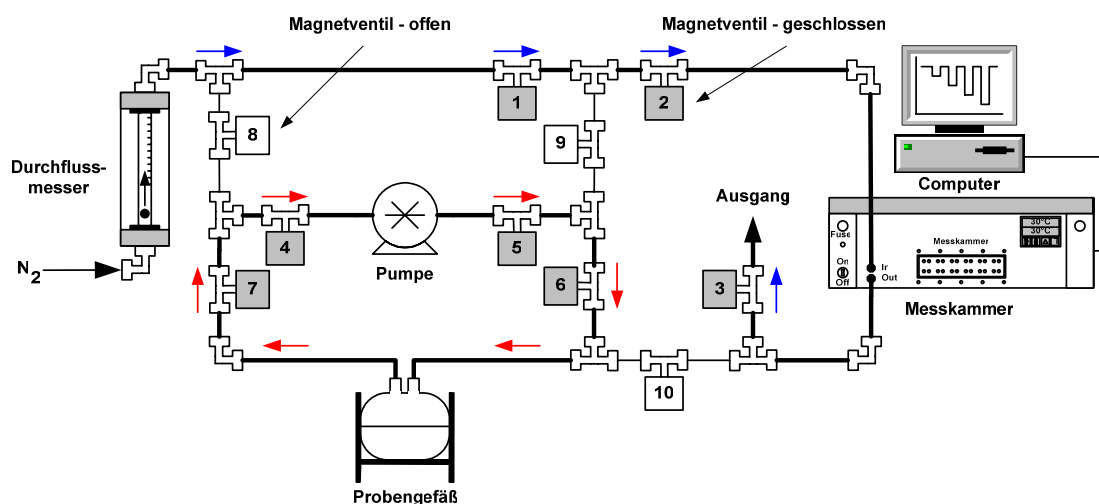 Magnetventil - offen
Magnetventil - geschlossen
1
2
8
9
Durchfluss-
messer
Computer
Ausgang
4
5
Pumpe
N2
7
6
3
Fuse
On
Off
Messkammer
30°C
30°C
In
Out
Messkammer
10
Probengefäß